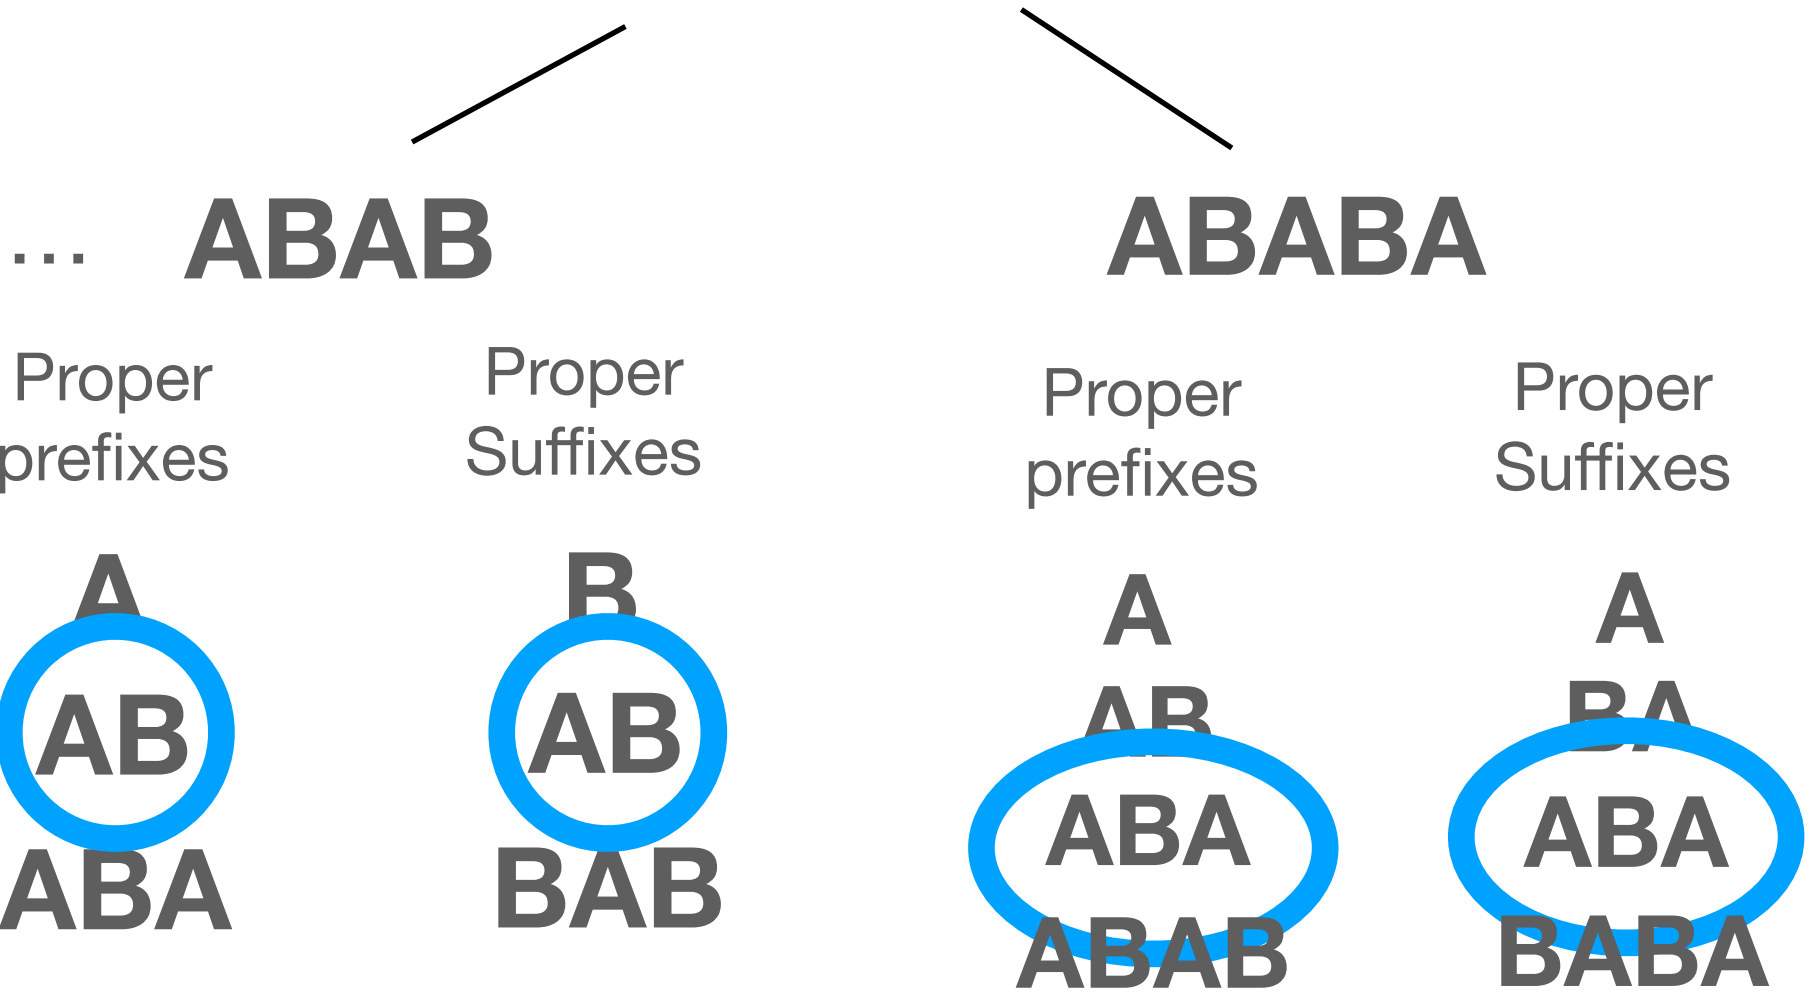 … ABAB
Proper
prefixes
Proper
Suffixes
A
AB
ABA
B
AB
BAB
ABABA
Proper
prefixes
Proper
Suffixes
A
AB
ABA
ABAB
A
BA
ABA
BABA